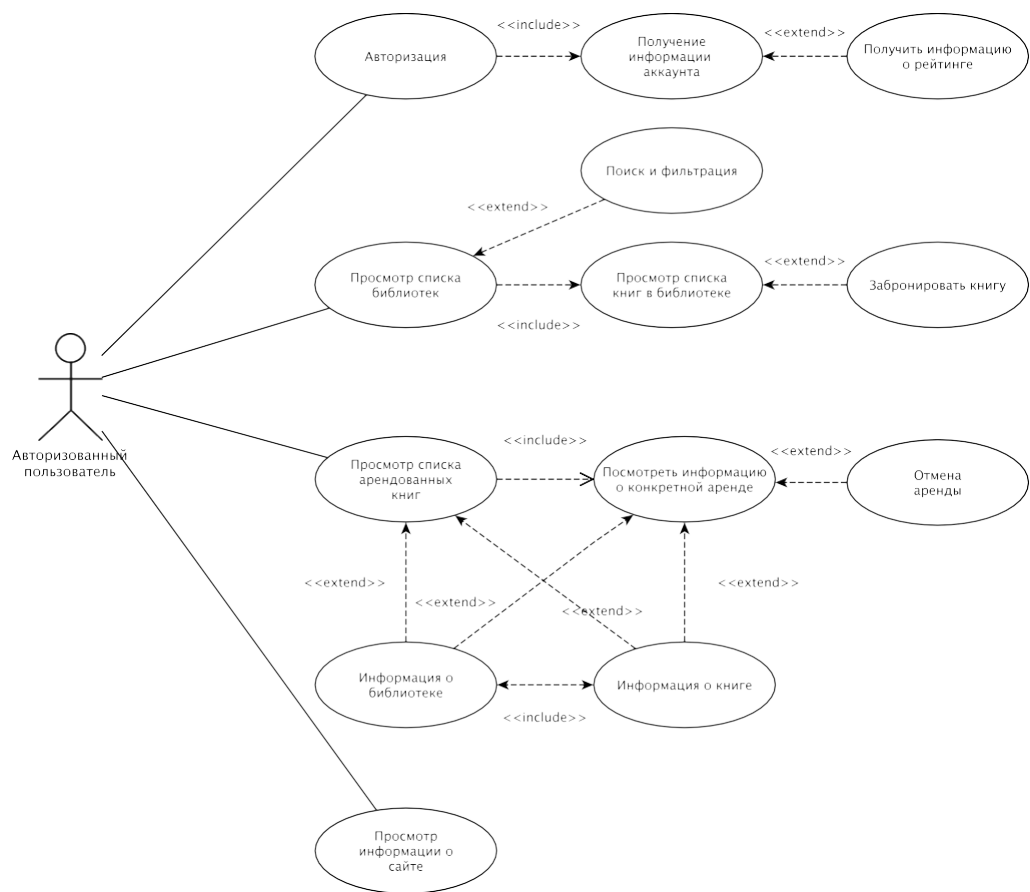 <<include>>
<<extend>>
Авторизация
Получение
информации
аккаунта
Получить информацию
о рейтинге
Поиск и фильтрация
<<extend>>
<<extend>>
Просмотр списка
библиотек
Просмотр списка
книг в библиотеке
Забронировать книгу
<<include>>
Авторизованный
пользователь
<<include>>
<<extend>>
Просмотр списка
арендованных
книг
Посмотреть информацию
о конкретной аренде
Отмена
аренды
<<extend>>
<<extend>>
<<extend>>
<<extend>>
Информация о
библиотеке
Информация о книге
<<include>>
Просмотр
информации о
сайте